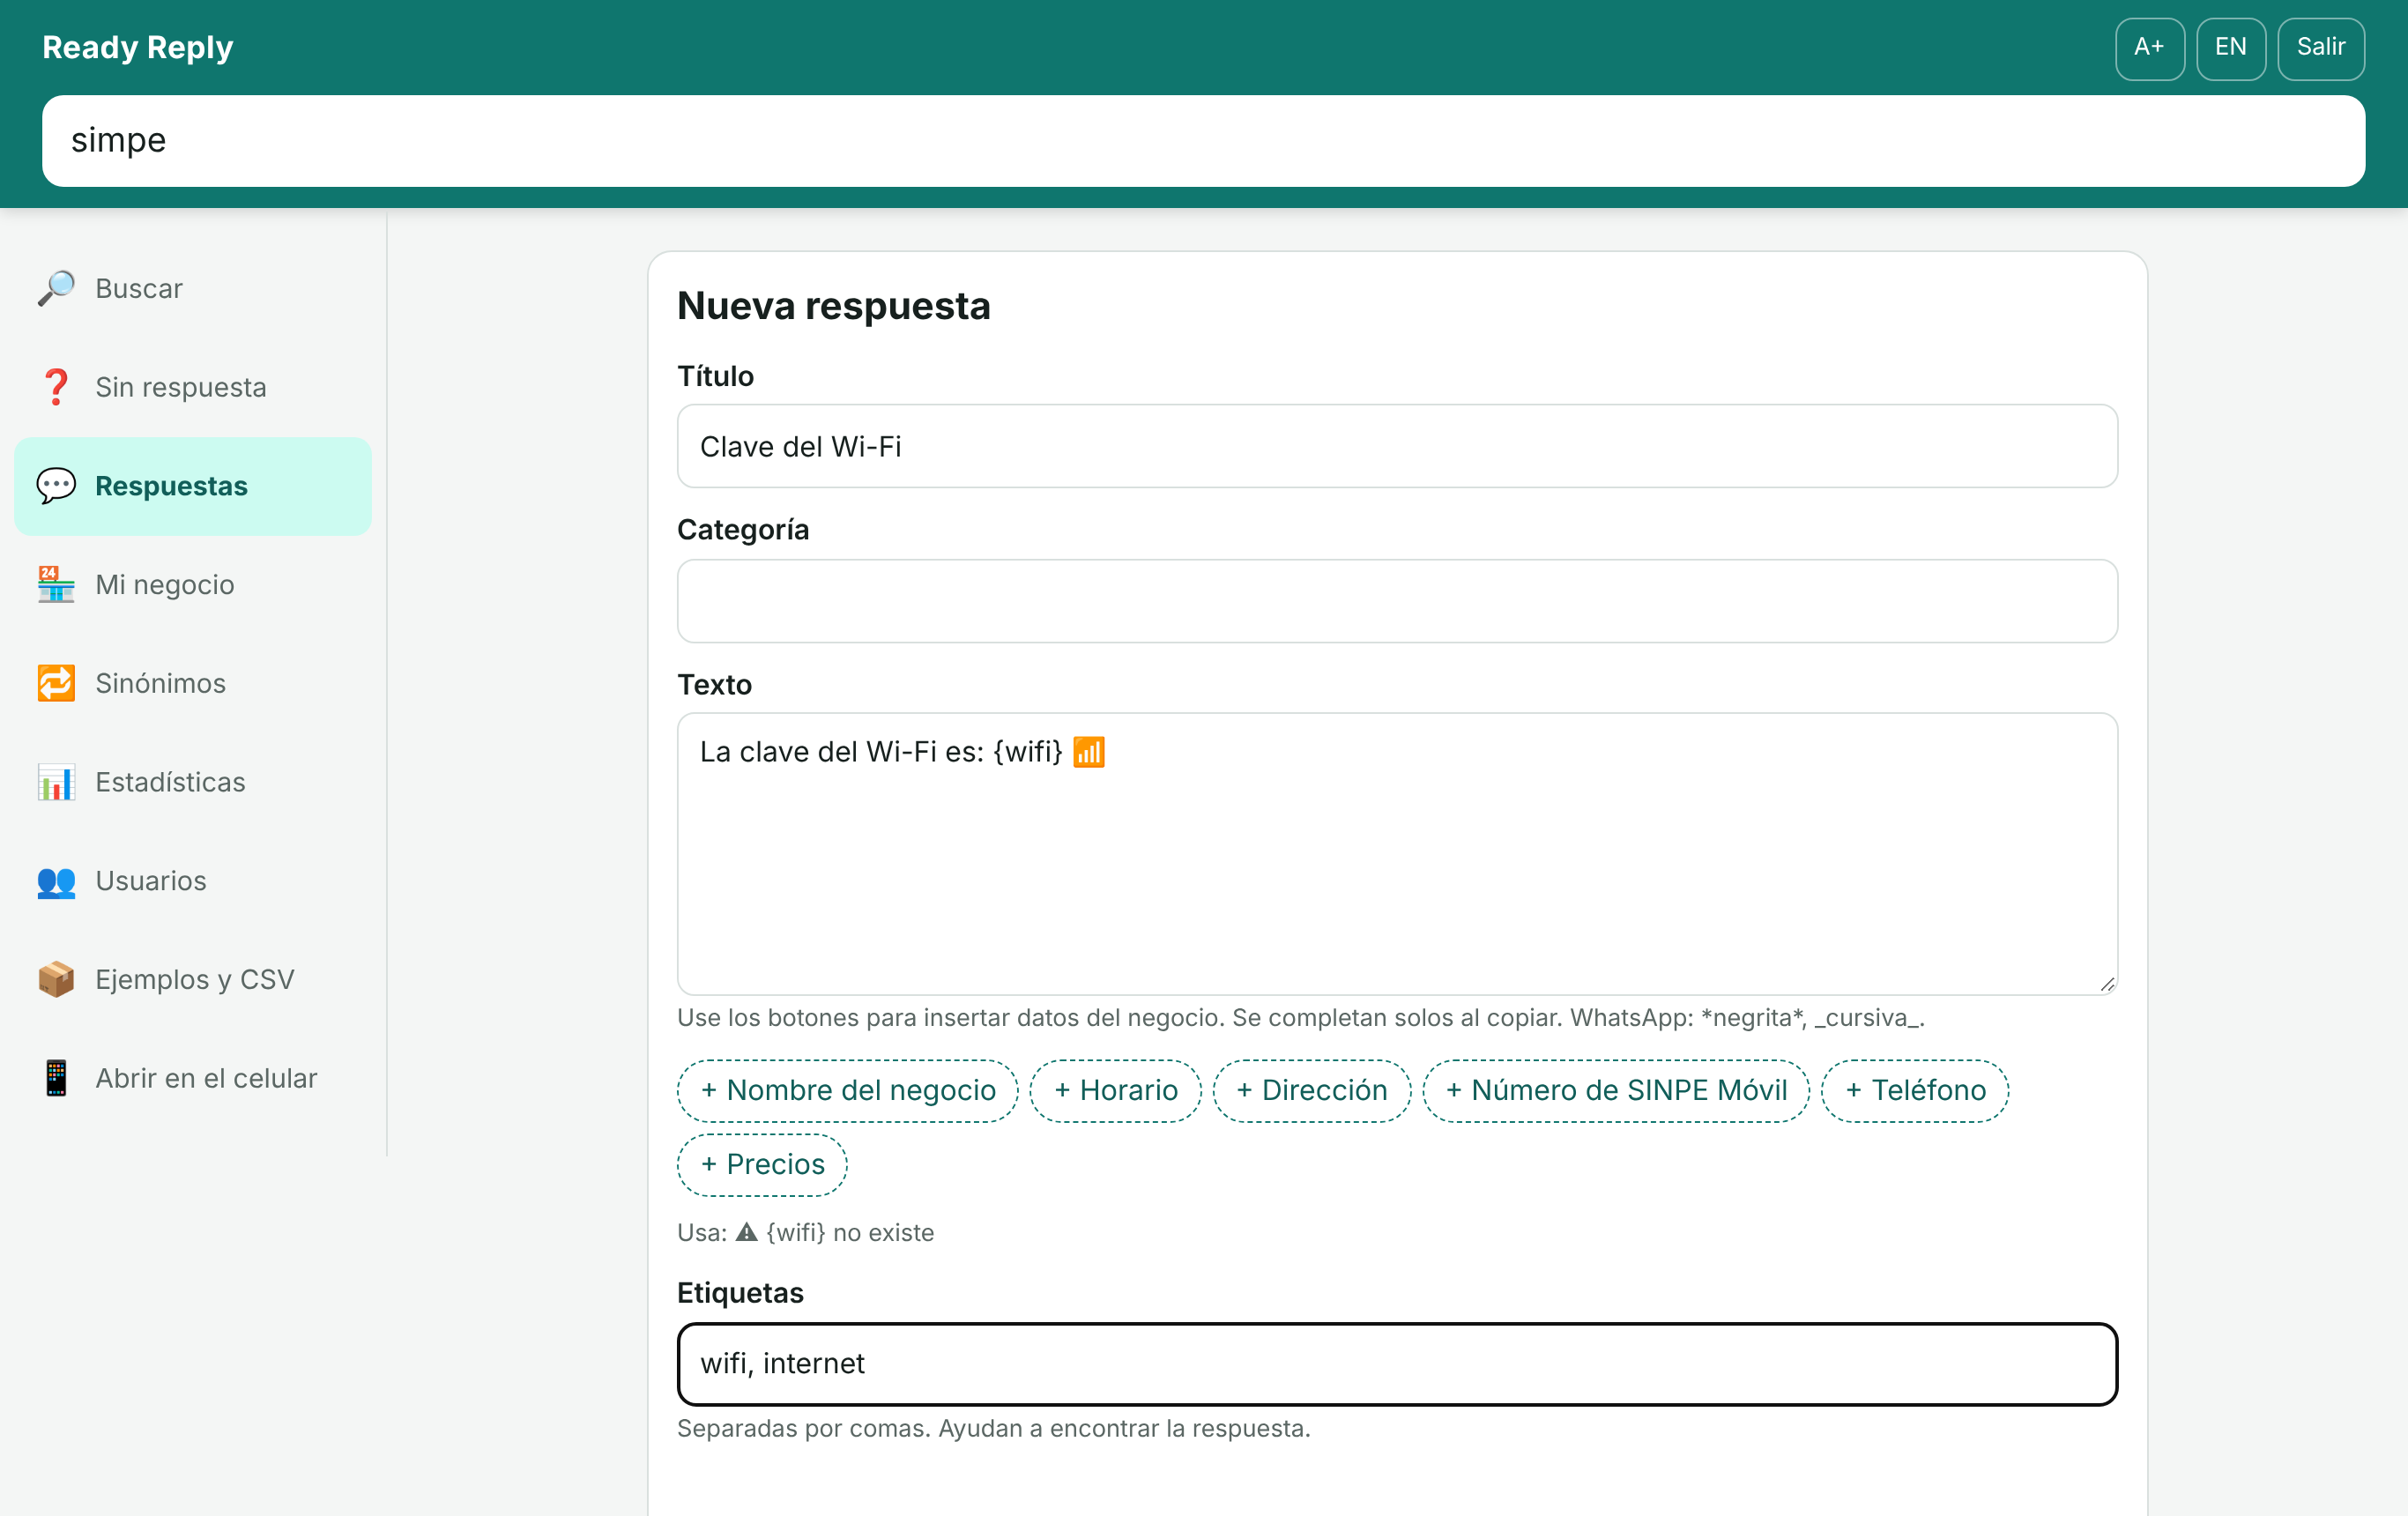 Ready Reply
A+
EN
Salir
simpe
Buscar
Sin respuesta
Respuestas
Mi negocio
Sinónimos
Estadísticas
Usuarios
Ejemplos y CSV
Abrir en el celular
Nueva respuesta
Título
Clave del Wi-Fi
Categoría
Texto
La clave del Wi-Fi es: {wifi} 📶
Use los botones para insertar datos del negocio. Se completan solos al copiar. WhatsApp: *negrita*, _cursiva_.
+ Nombre del negocio
+ Horario
+ Dirección
+ Número de SINPE Móvil
+ Teléfono
+ Precios
Usa: ⚠ {wifi} no existe
Etiquetas
wifi, internet
Separadas por comas. Ayudan a encontrar la respuesta.